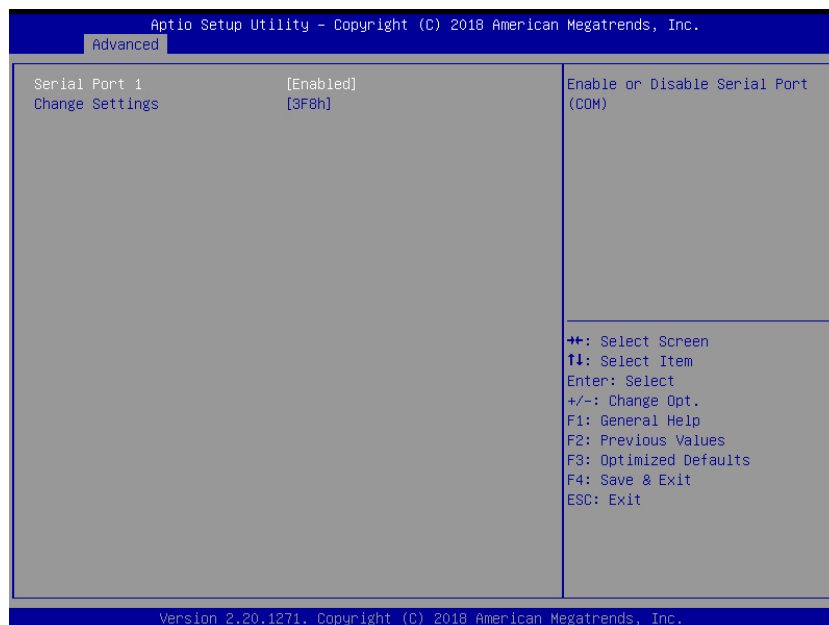 Aptio Setup Utility – Copyright (C) 2018 American Megatrends, Inc.
Advanced
Serial Port 1 [Enabled]
Change Settings [3F8h]
Enable or Disable Serial Port
(COM)
→←: Select Screen
↑↓: Select Item
Enter: Select
+/-: Change Opt.
F1: General Help
F2: Previous Values
F3: Optimized Defaults
F4: Save & Exit
ESC: Exit
Version 2.20.1271. Copyright (C) 2018 American Megatrends, Inc.